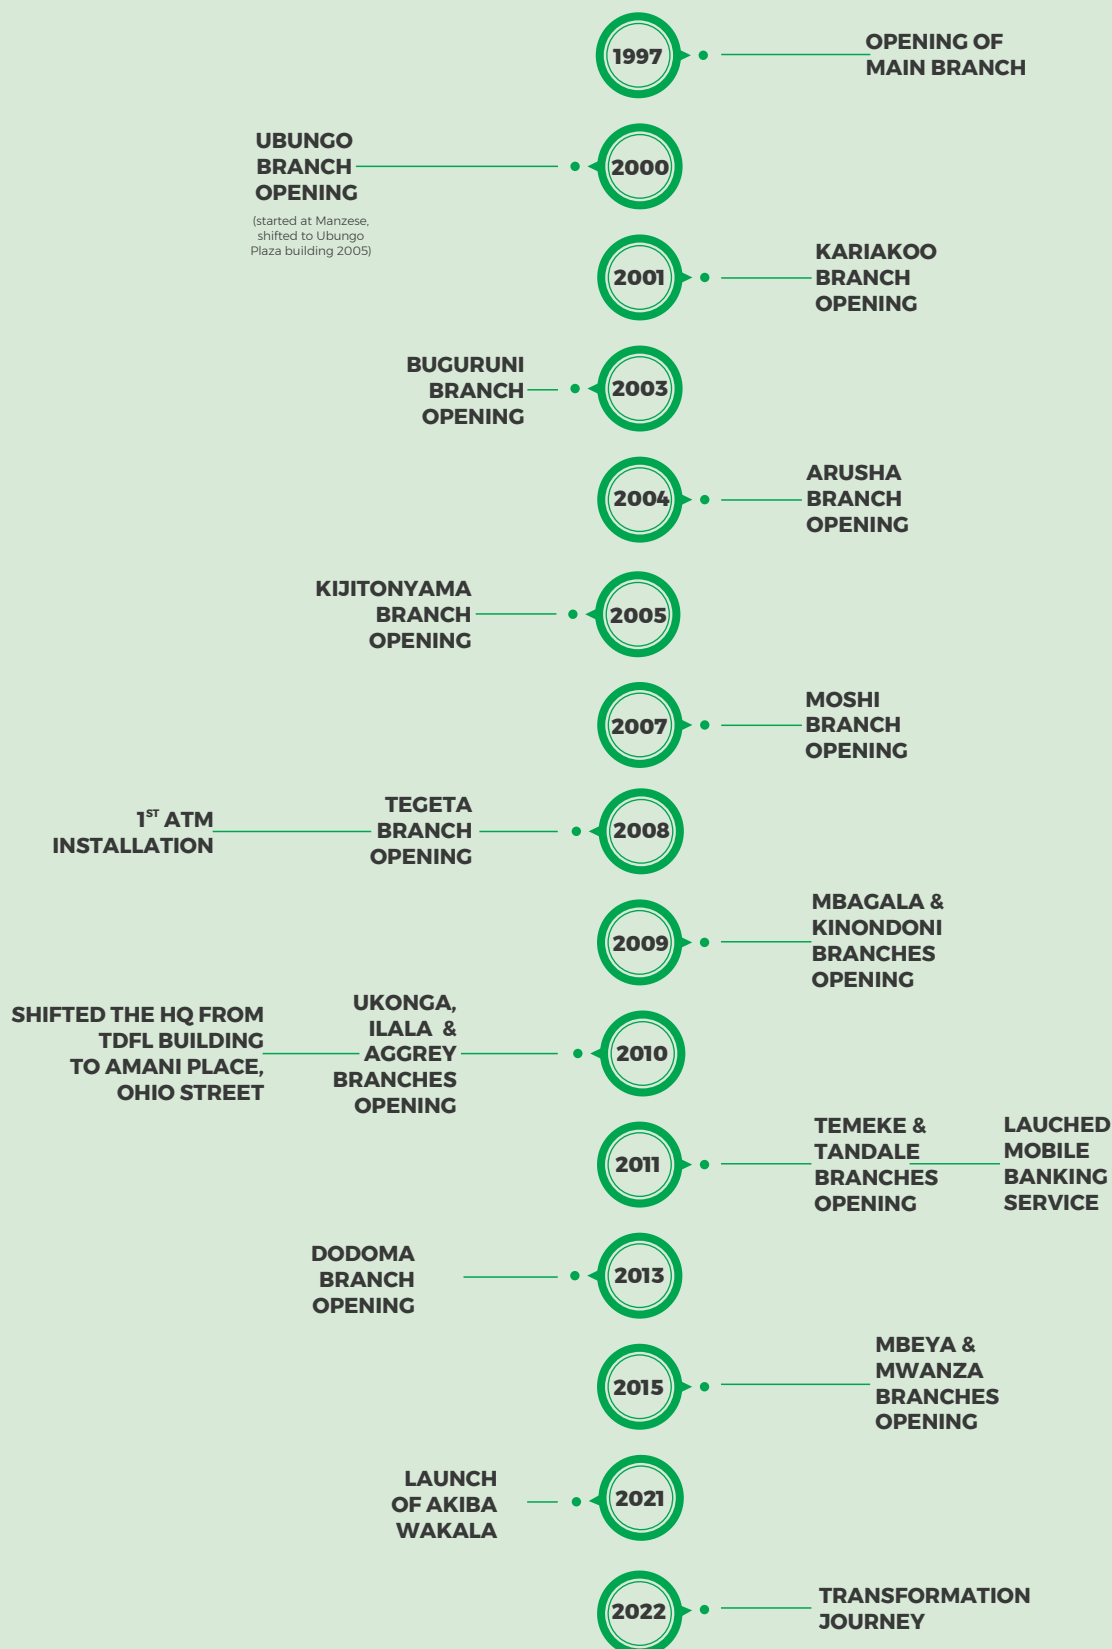 1997
OPENING OF
MAIN BRANCH
UBUNGO
BRANCH
OPENING
(started at Manzese,
shifted to Ubungo
Plaza building 2005)
2000
2001
KARIAKOO
BRANCH
OPENING
BUGURUNI
BRANCH
OPENING
2003
2004
ARUSHA
BRANCH
OPENING
KIJITONYAMA
BRANCH
OPENING
2005
2007
MOSHI
BRANCH
OPENING
1ST ATM
INSTALLATION
TEGETA
BRANCH
OPENING
2008
2009
MBAGALA &
KINONDONI
BRANCHES
OPENING
SHIFTED THE HQ FROM
TDFL BUILDING
TO AMANI PLACE,
OHIO STREET
UKONGA,
ILALA &
AGGREY
BRANCHES
OPENING
2010
2011
TEMEKE &
TANDALE
BRANCHES
OPENING
LAUCHED
MOBILE
BANKING
SERVICE
DODOMA
BRANCH
OPENING
2013
2015
MBEYA &
MWANZA
BRANCHES
OPENING
LAUNCH
OF AKIBA
WAKALA
2021
2022
TRANSFORMATION
JOURNEY